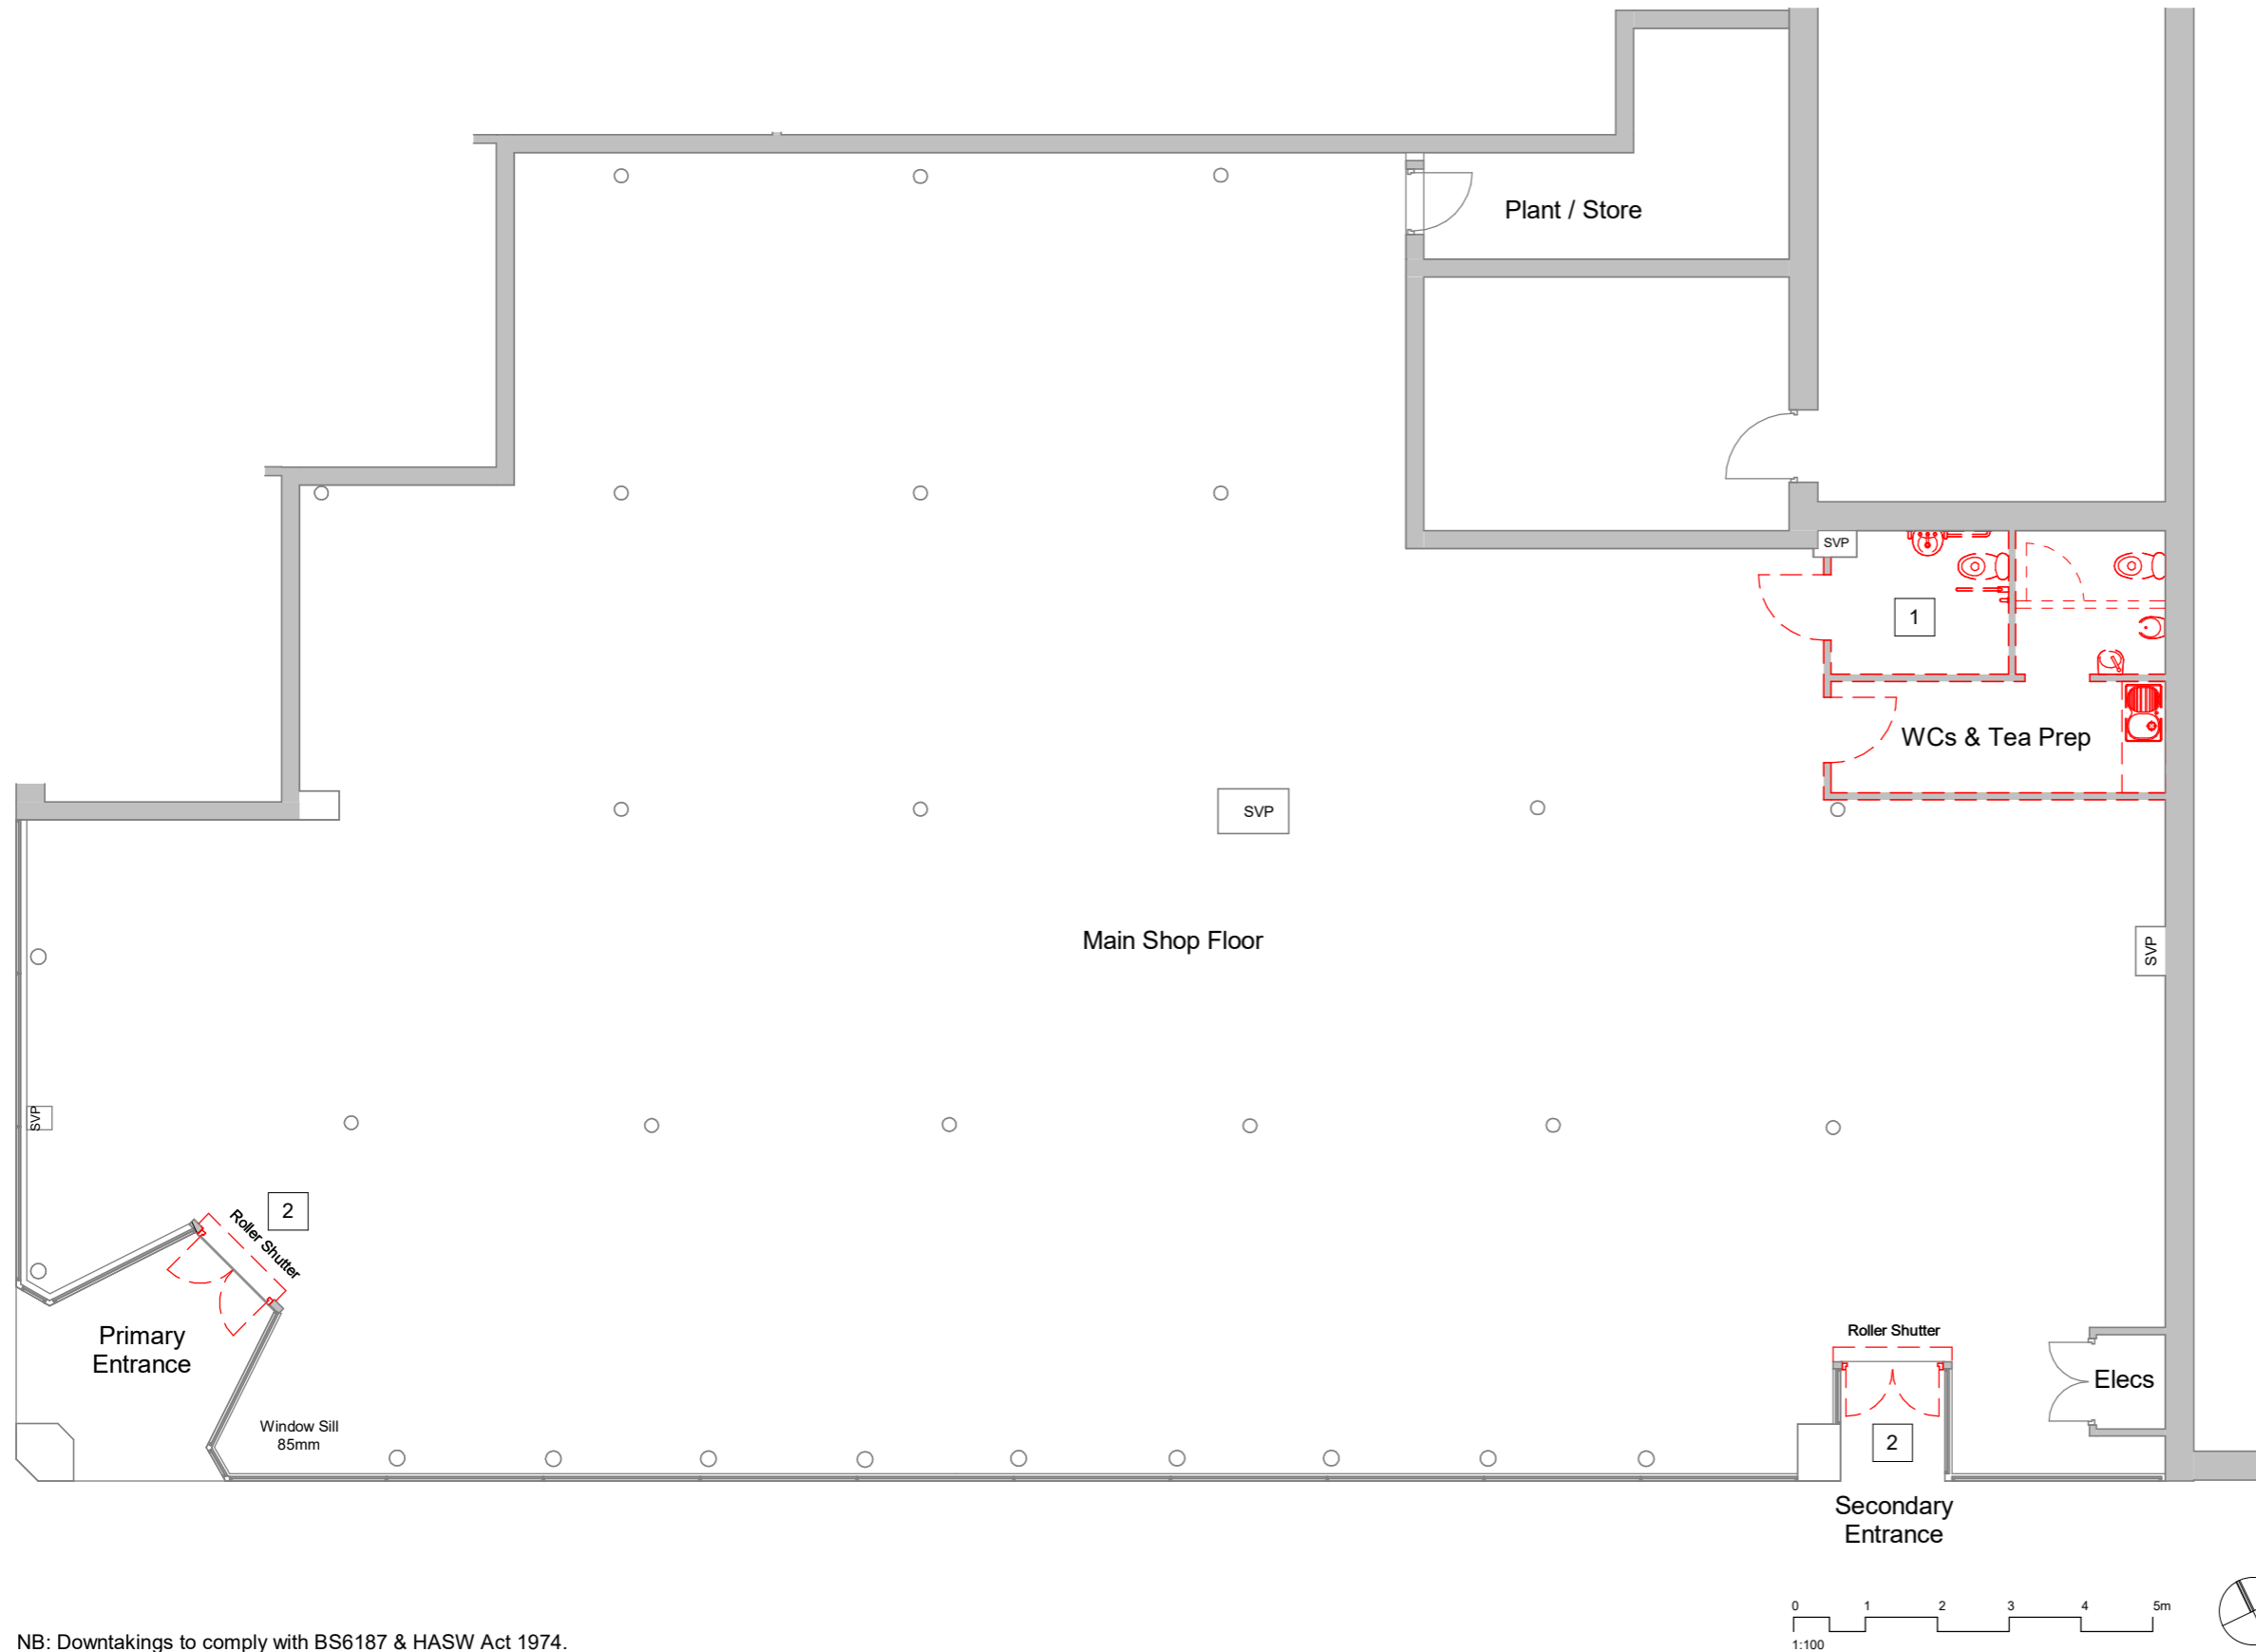 Plant / Store
SVP
1
WCs & Tea Prep
SVP
Main Shop Floor
SVP
SVP
2
Roller Shutter
Primary
Entrance
Roller Shutter
Elecs
Window Sill
85mm
2
Secondary
Entrance
0 1 2 3 4 5m
1:100
NB: Downtakings to comply with BS6187 & HASW Act 1974.